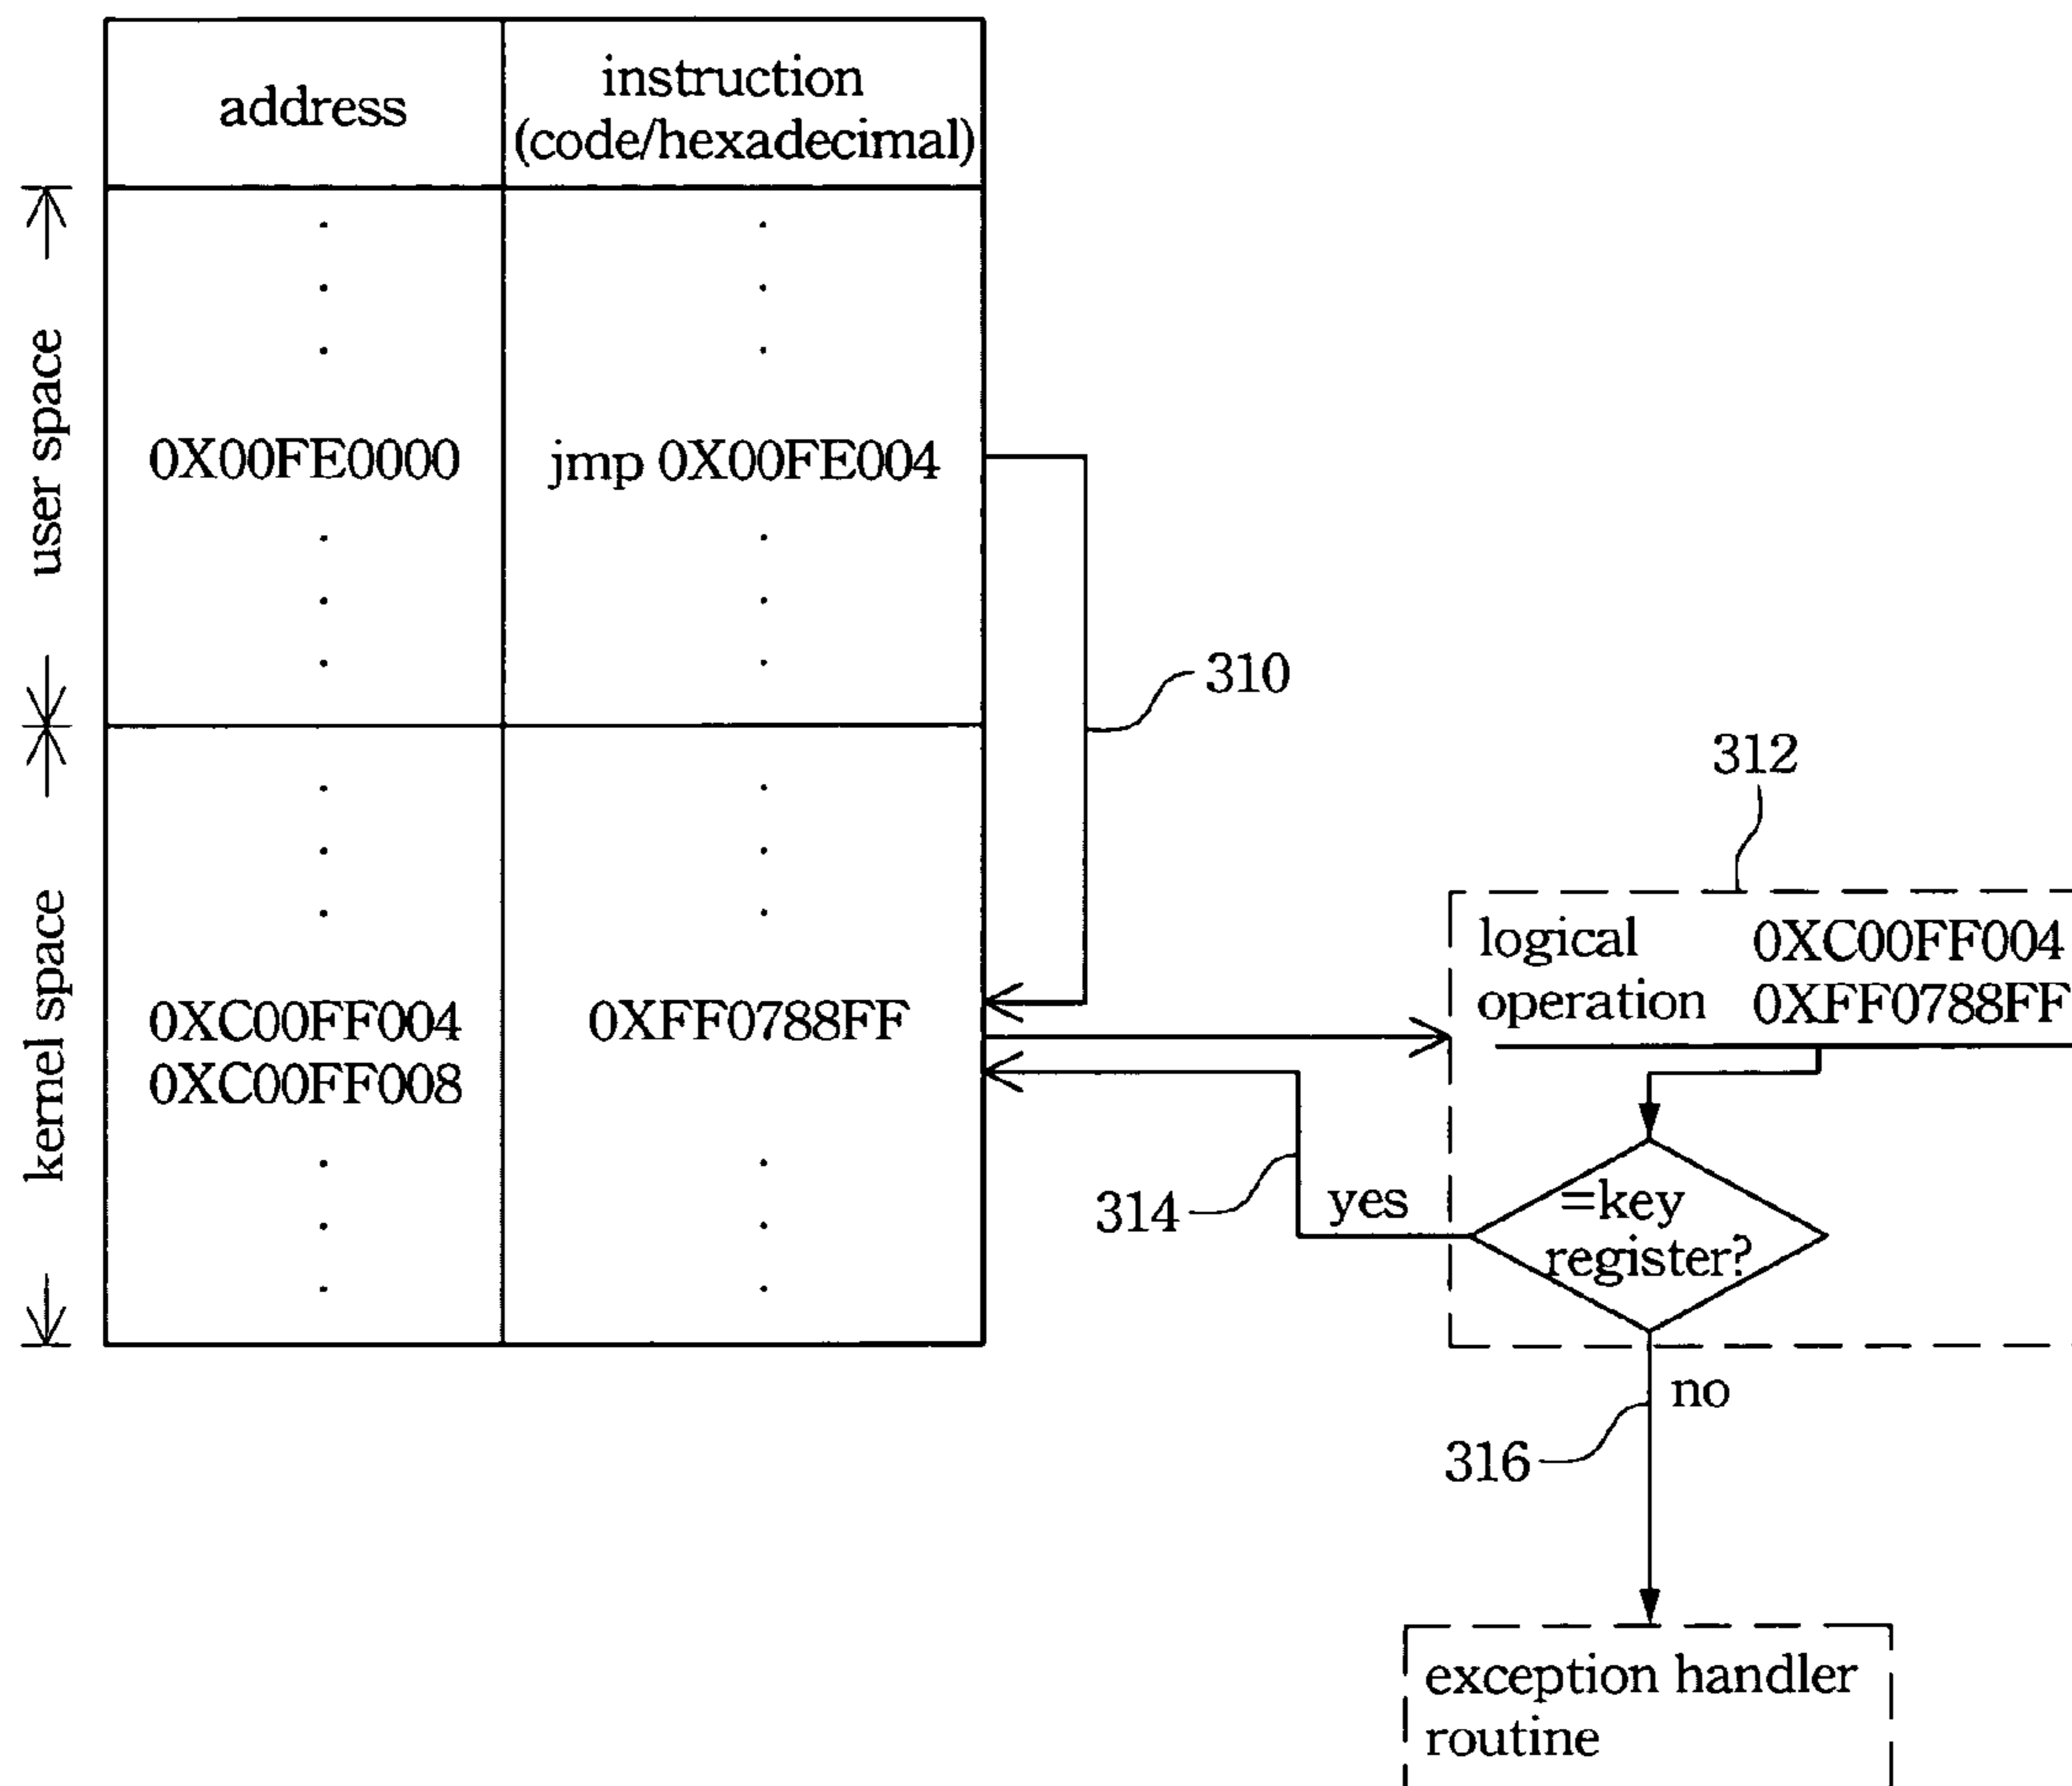 address
instruction
(code/hexadecimal)
user space
0X00FE0000
jmp 0X00FE004
310
kernel space
0XC00FF004
0XFF0788FF
0XC00FF008
312
logical
operation
0XC00FF004
0XFF0788FF
=key
register?
yes
314
no
316
exception handler
routine